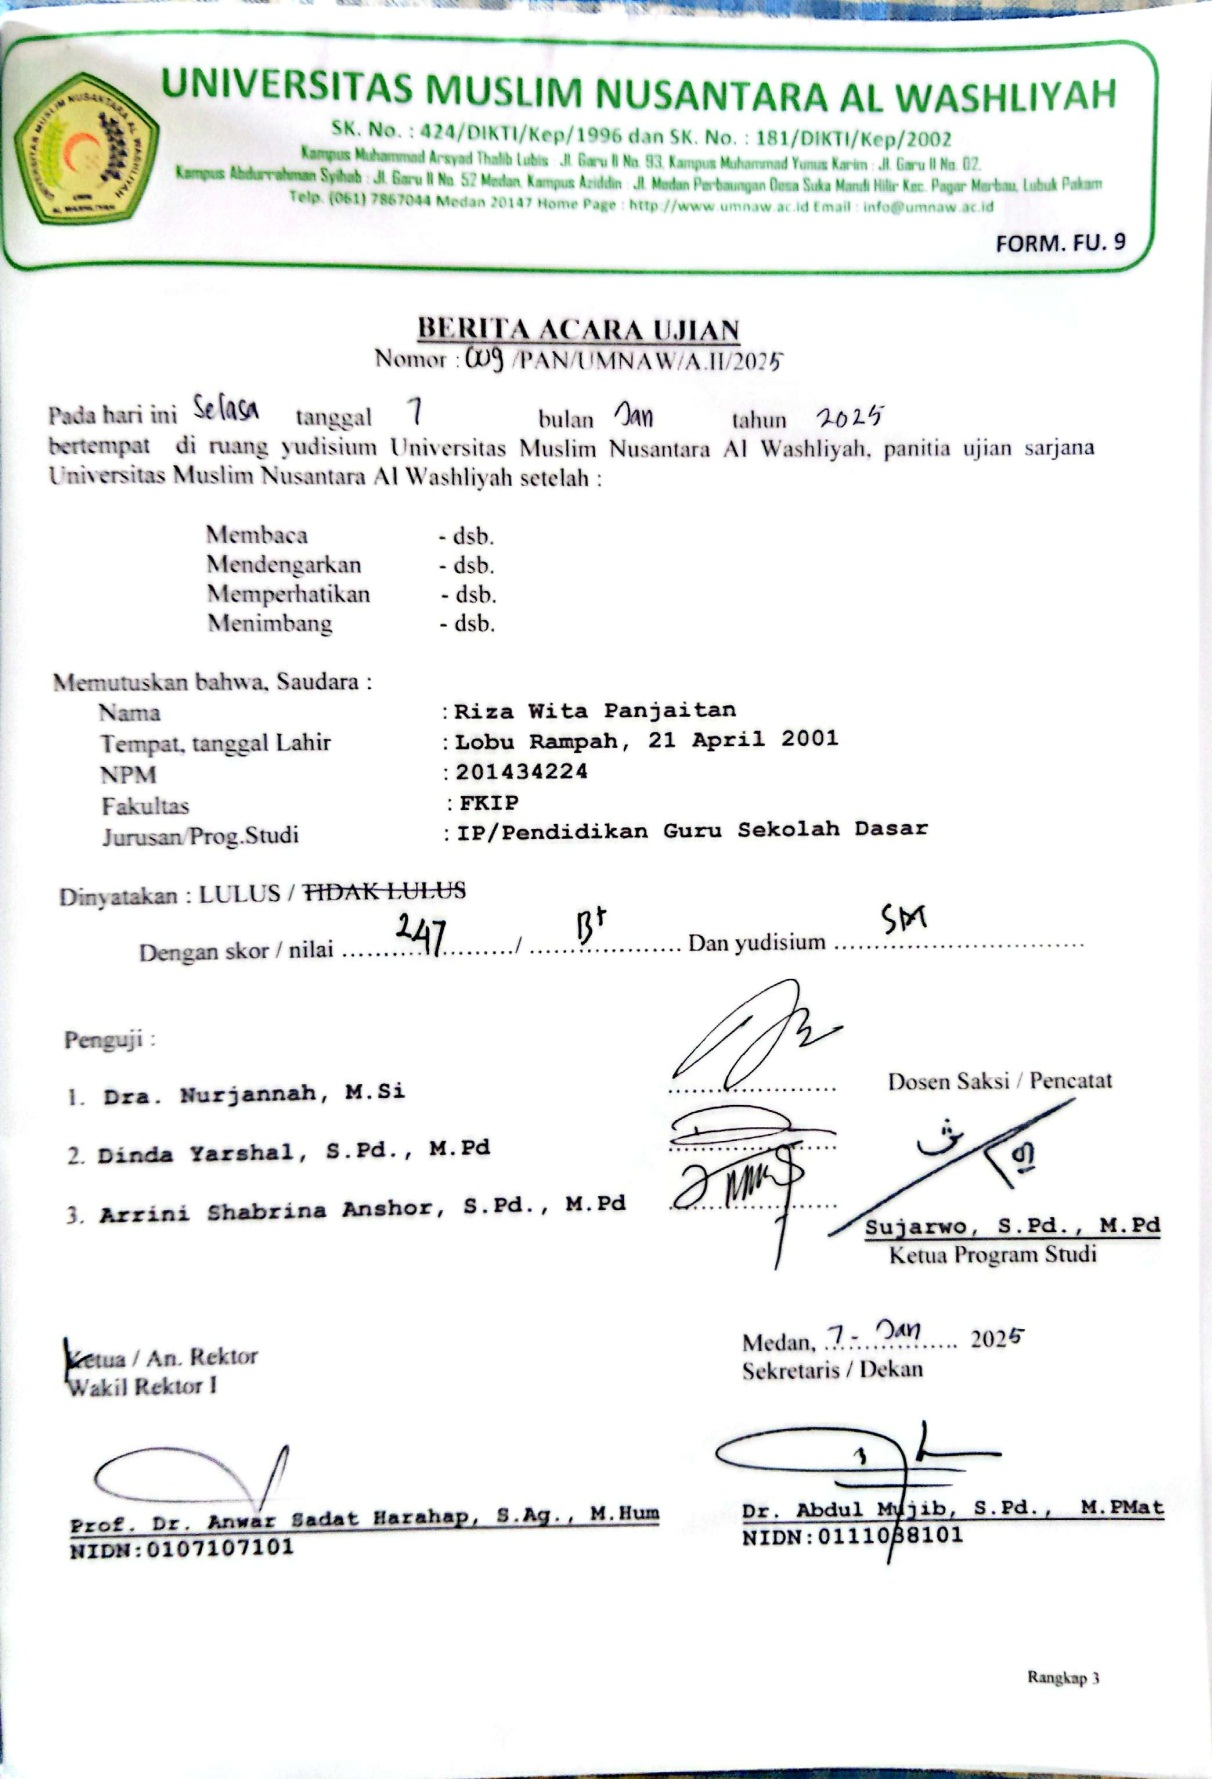 UNIVERSITAS MUSLIM NUSANTARA AL WASHLIYAH
SK. No. : 424/DIKTI/Kep/1996 dan SK. No. : 181/DIKTI/Kep/2002
Kampus Muhammad Arsyad Thalib Lubis : Jl. Garu II No. 93, Kampus Muhammad Yunus Karim : Jl. Garu II No. 02,
Kampus Abdurrahman Syihab : Jl. Garu II No. 52 Medan, Kampus Aziddin : Jl. Medan Perbaungan Desa Suka Mandi Hilir Kec. Pagar Merbau, Lubuk Pakam
Telp. (061) 7867044 Medan 20147 Home Page : http://www.umnaw.ac.id Email : info@umnaw.ac.id
UNIVERSITAS MUSLIM NUSANTARA AL WASHLIYAH
UMN
AL WASHLIYAH
FORM. FU. 9
BERITA ACARA UJIAN
Nomor : 009 /PAN/UMNAW/A.II/2025
Pada hari ini Selasa tanggal 7 bulan Jan tahun 2025
bertempat di ruang yudisium Universitas Muslim Nusantara Al Washliyah, panitia ujian sarjana
Universitas Muslim Nusantara Al Washliyah setelah :
Membaca - dsb.
Mendengarkan - dsb.
Memperhatikan - dsb.
Menimbang - dsb.
Memutuskan bahwa, Saudara :
Nama : Riza Wita Panjaitan
Tempat, tanggal Lahir : Lobu Rampah, 21 April 2001
NPM : 201434224
Fakultas : FKIP
Jurusan/Prog.Studi : IP/Pendidikan Guru Sekolah Dasar
Dinyatakan : LULUS / TIDAK LULUS
Dengan skor / nilai ......247......./ .....B+........ Dan yudisium ......SM......
Penguji :
1. Dra. Nurjannah, M.Si
Dosen Saksi / Pencatat
2. Dinda Yarshal, S.Pd., M.Pd
3. Arrini Shabrina Anshor, S.Pd., M.Pd
Sujarwo, S.Pd., M.Pd
Ketua Program Studi
Medan, 7 - Jan 2025
Ketua / An. Rektor
Sekretaris / Dekan
Wakil Rektor I
Prof. Dr. Anwar Sadat Harahap, S.Ag., M.Hum
NIDN:0107107101
Dr. Abdul Mujib, S.Pd., M.PMat
NIDN:0111038101
Rangkap 3